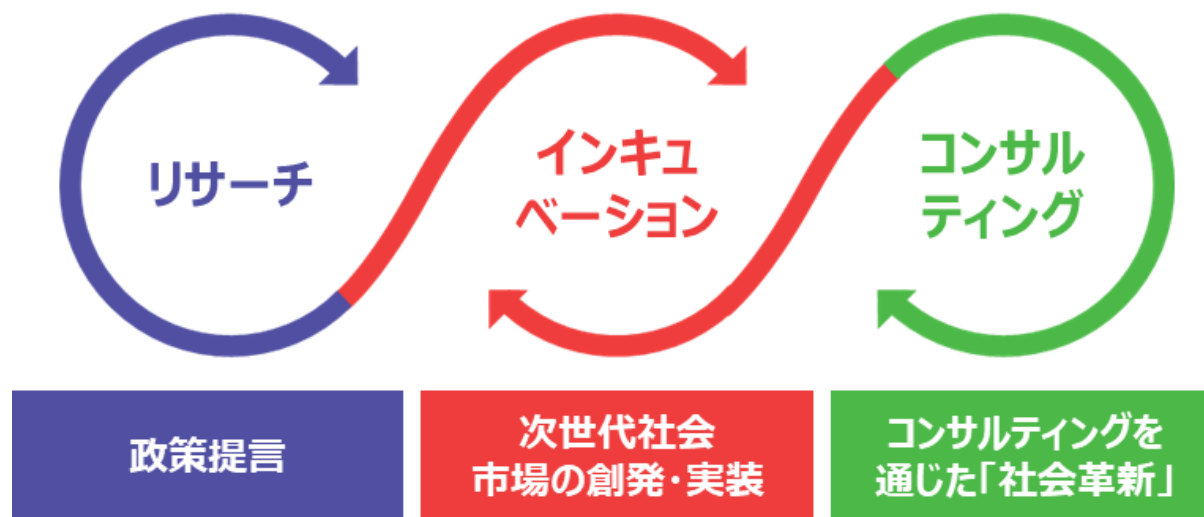 リサーチ
インキュ
ベーション
コンサル
ティング
政策提言
次世代社会
市場の創発・実装
コンサルティングを
通じた「社会革新」